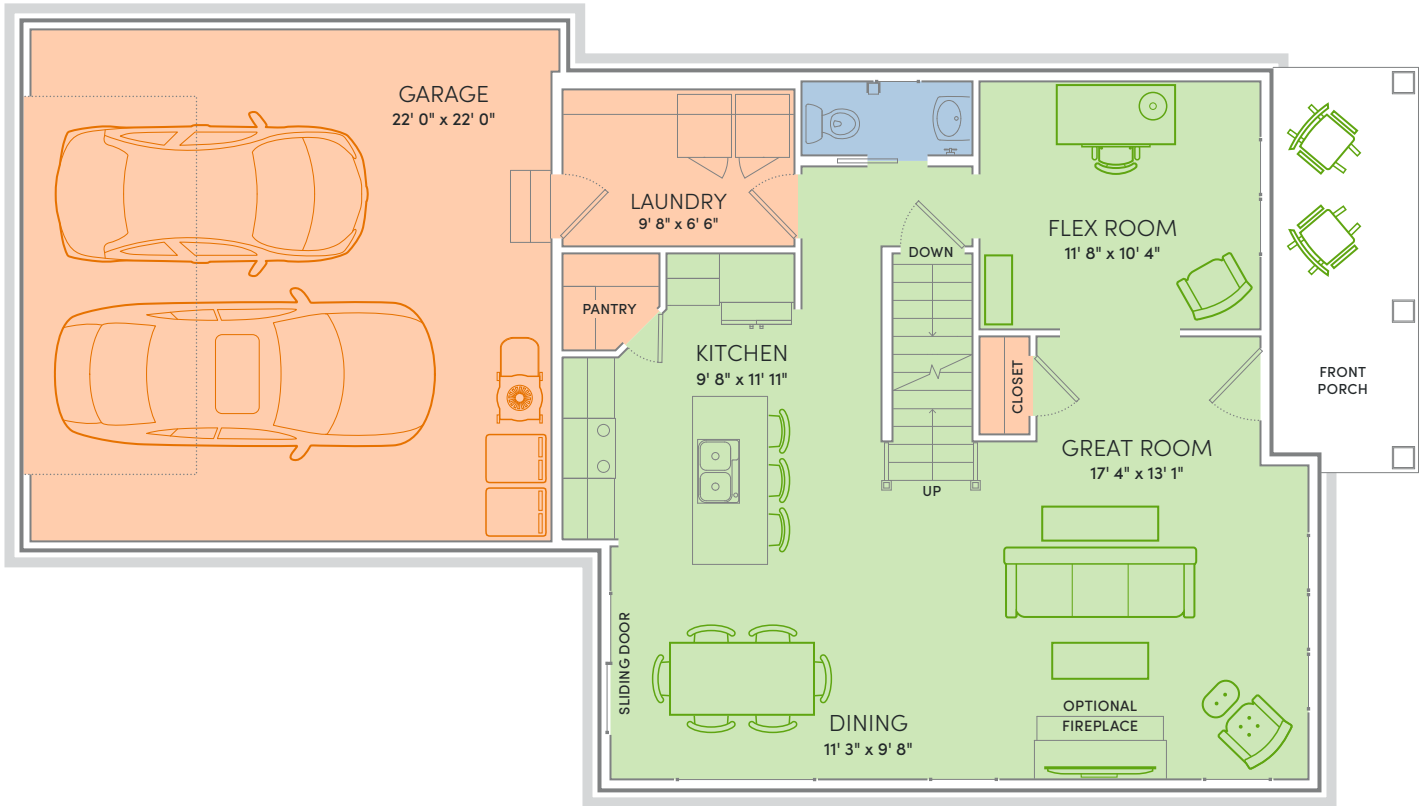 GARAGE
22' 0" x 22' 0"
LAUNDRY
9' 8" x 6' 6"
FLEX ROOM
11' 8" x 10' 4"
DOWN
PANTRY
KITCHEN
9' 8" x 11' 11"
CLOSET
FRONT
PORCH
GREAT ROOM
17' 4" x 13' 1"
UP
SLIDING DOOR
DINING
11' 3" x 9' 8"
OPTIONAL
FIREPLACE